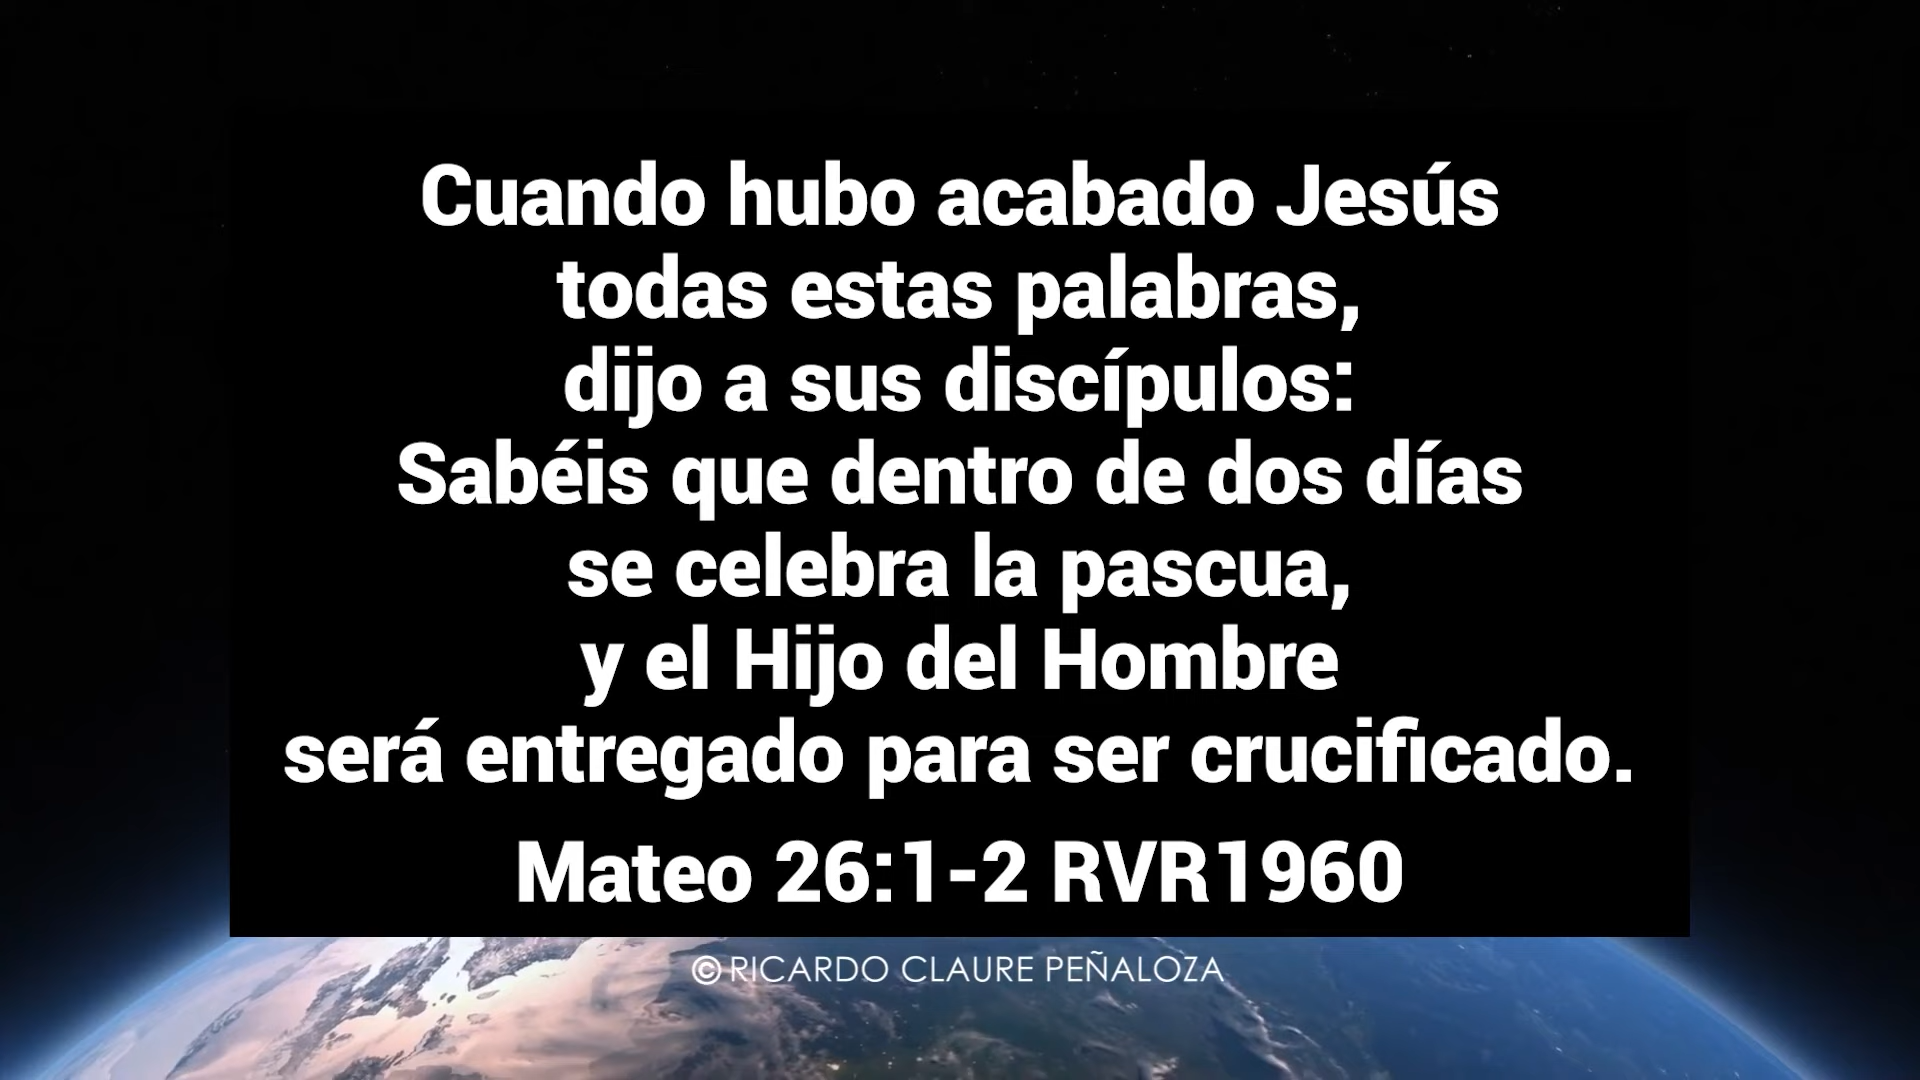 Cuando hubo acabado Jesús
todas estas palabras,
dijo a sus discípulos:
Sabéis que dentro de dos días
se celebra la pascua,
y el Hijo del Hombre
será entregado para ser crucificado.
Mateo 26:1-2 RVR1960
© RICARDO CLAURE PEÑALOZA